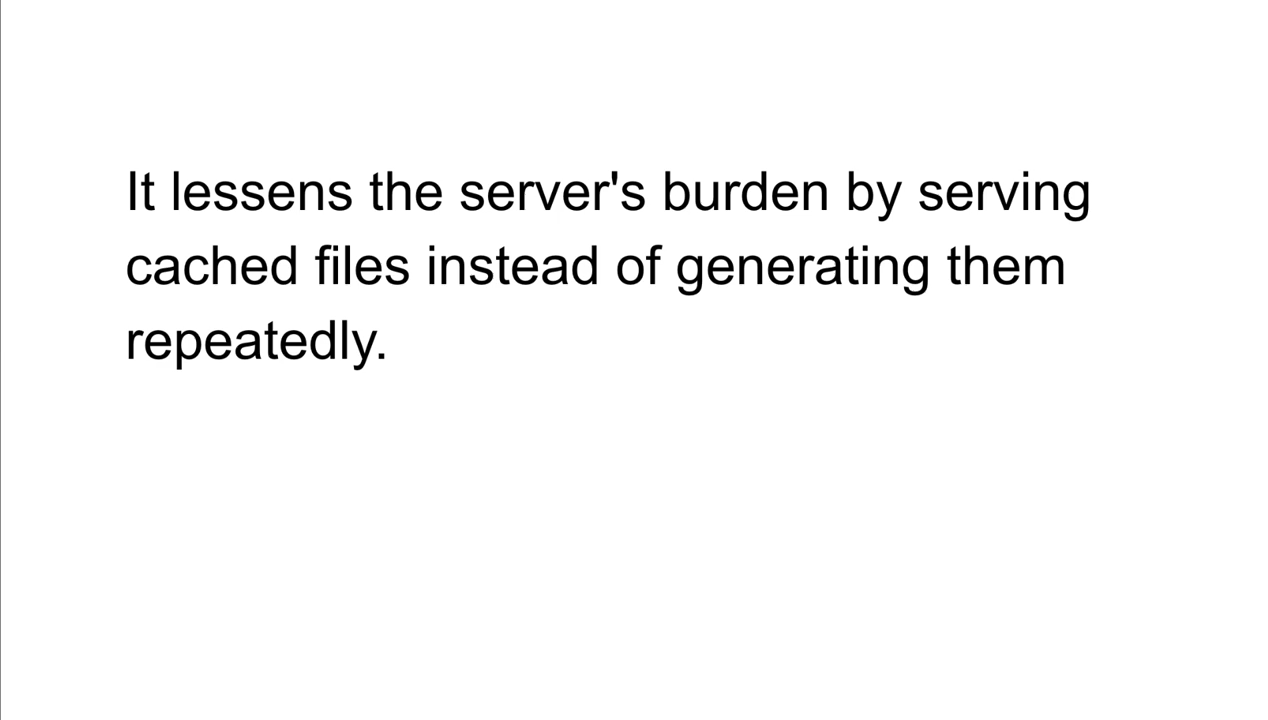 It lessens the server's burden by serving
cached files instead of generating them
repeatedly.